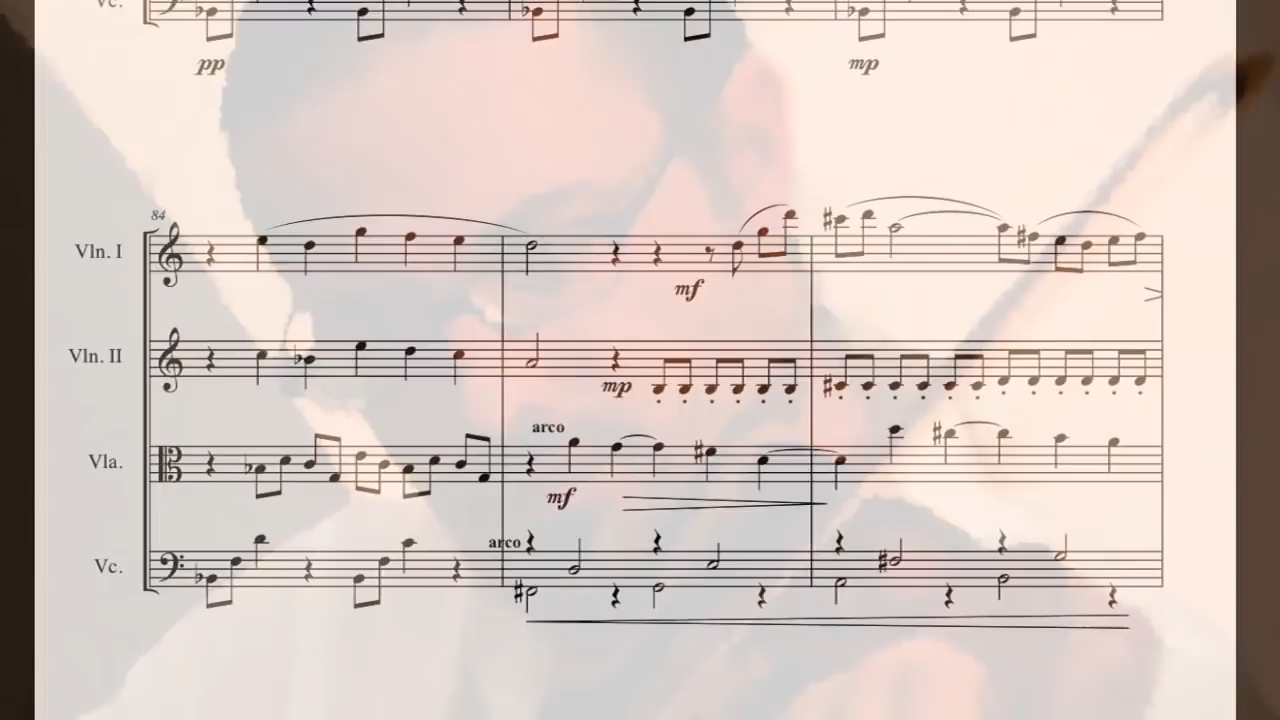 Vc.
pp mp
84
Vln. I
mf
Vln. II
mp
arco
Vla.
mf
arco
Vc.